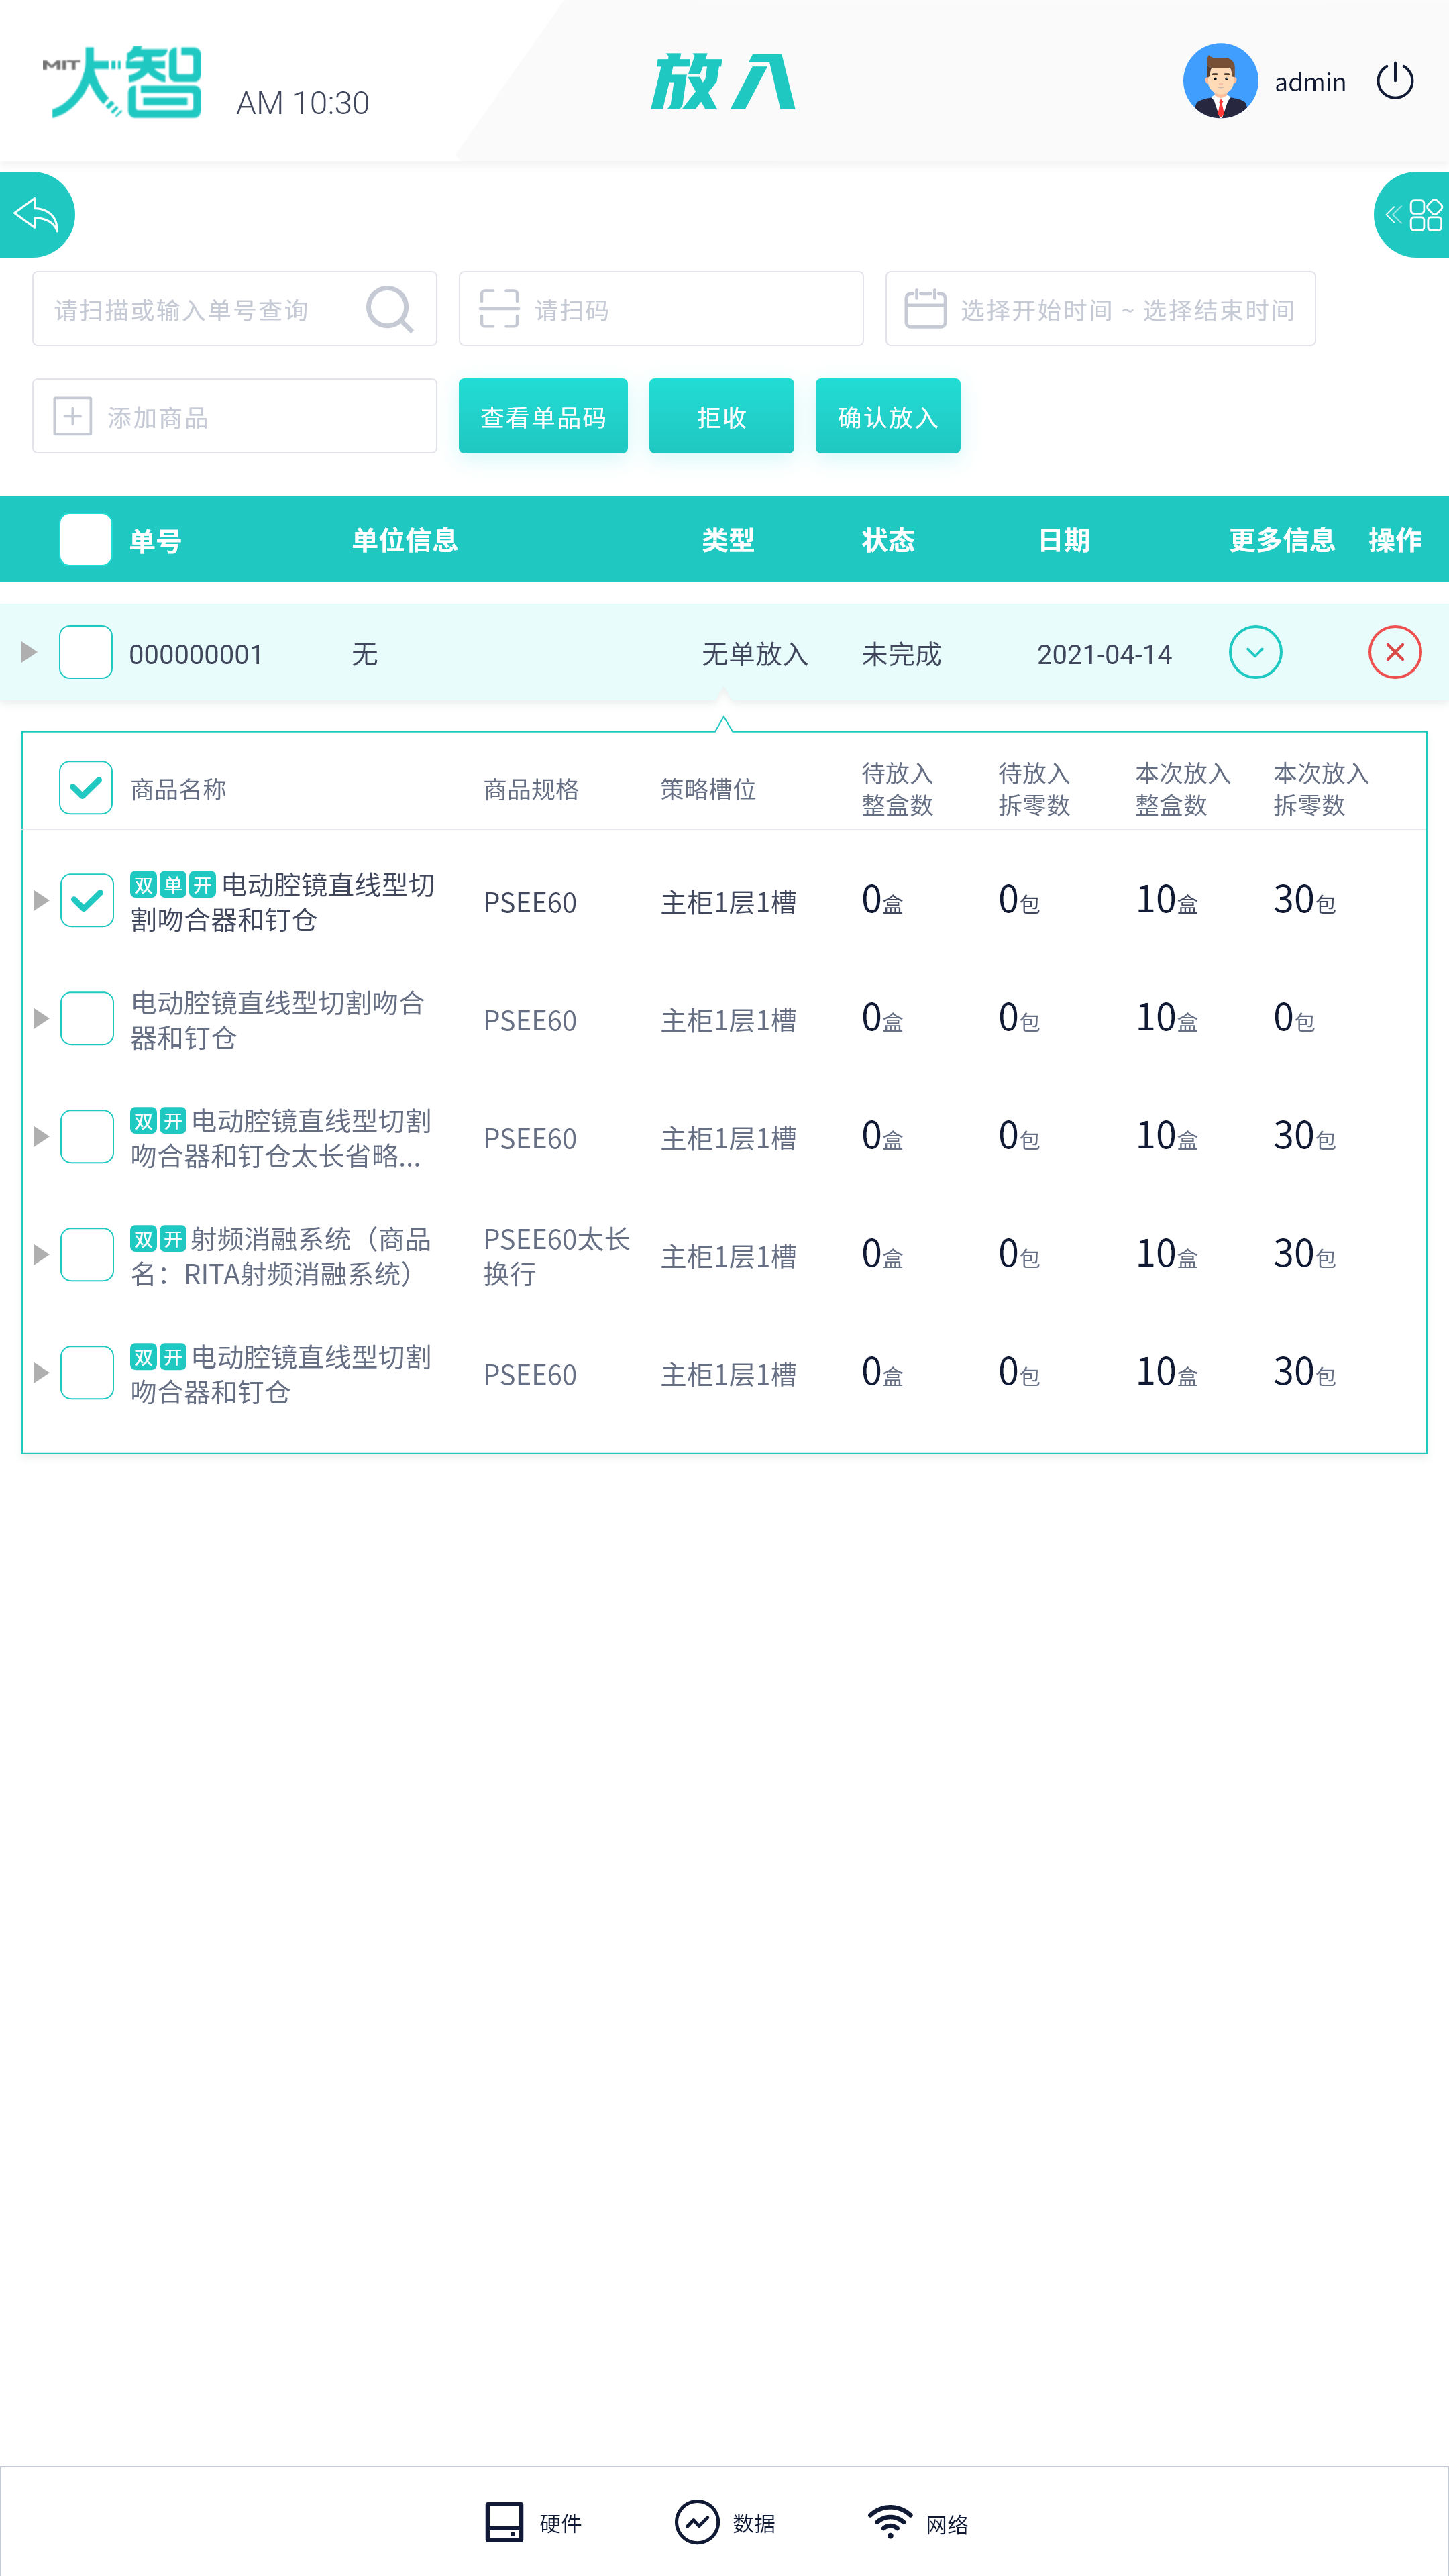 MIT大智
AM 10:30
放入
admin
请扫描或输入单号查询
请扫码
选择开始时间 ~ 选择结束时间
添加商品
查看单品码
拒收
确认放入
单号 单位信息 类型 状态 日期 更多信息 操作
000000001 无 无单放入 未完成 2021-04-14
商品名称
商品规格
策略槽位
待放入
整盒数
待放入
拆零数
本次放入
整盒数
本次放入
拆零数
双 单 开 电动腔镜直线型切
割吻合器和钉仓
PSEE60
主柜1层1槽
0盒
0包
10盒
30包
电动腔镜直线型切割吻合
器和钉仓
PSEE60
主柜1层1槽
0盒
0包
10盒
0包
双 开 电动腔镜直线型切割
吻合器和钉仓太长省略...
PSEE60
主柜1层1槽
0盒
0包
10盒
30包
双 开 射频消融系统（商品
名：RITA射频消融系统）
PSEE60太长
换行
主柜1层1槽
0盒
0包
10盒
30包
双 开 电动腔镜直线型切割
吻合器和钉仓
PSEE60
主柜1层1槽
0盒
0包
10盒
30包
硬件
数据
网络